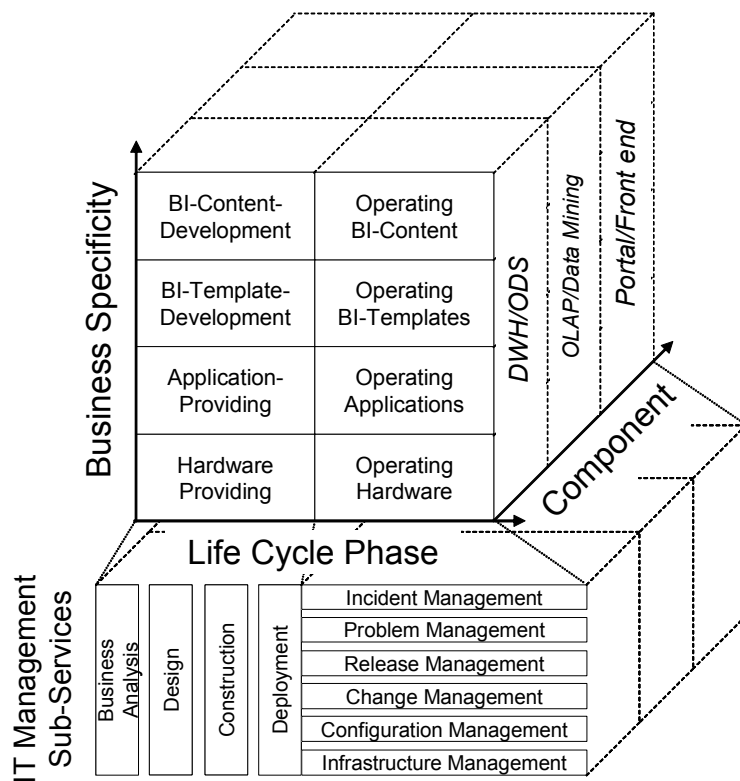 Business Specificity
BI-Content-
Development
Operating
BI-Content
BI-Template-
Development
Operating
BI-Templates
Application-
Providing
Operating
Applications
Hardware
Providing
Operating
Hardware
DWH/ODS
OLAP/Data Mining
Portal/Front end
Component
Life Cycle Phase
IT Management
Sub-Services
Business
Analysis
Design
Construction
Deployment
Incident Management
Problem Management
Release Management
Change Management
Configuration Management
Infrastructure Management